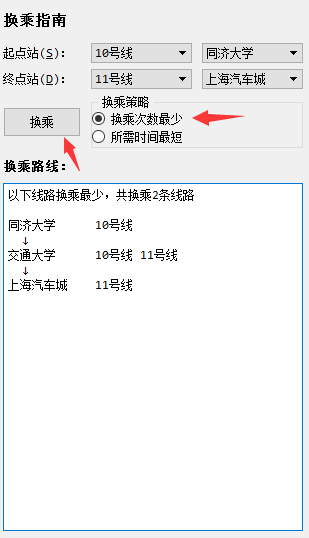 换乘指南
起点站(S): 10号线 同济大学
终点站(D): 11号线 上海汽车城
换乘策略
换乘 换乘次数最少
所需时间最短
换乘路线:
以下线路换乘最少，共换乘2条线路
同济大学 10号线
↓
交通大学 10号线 11号线
↓
上海汽车城 11号线